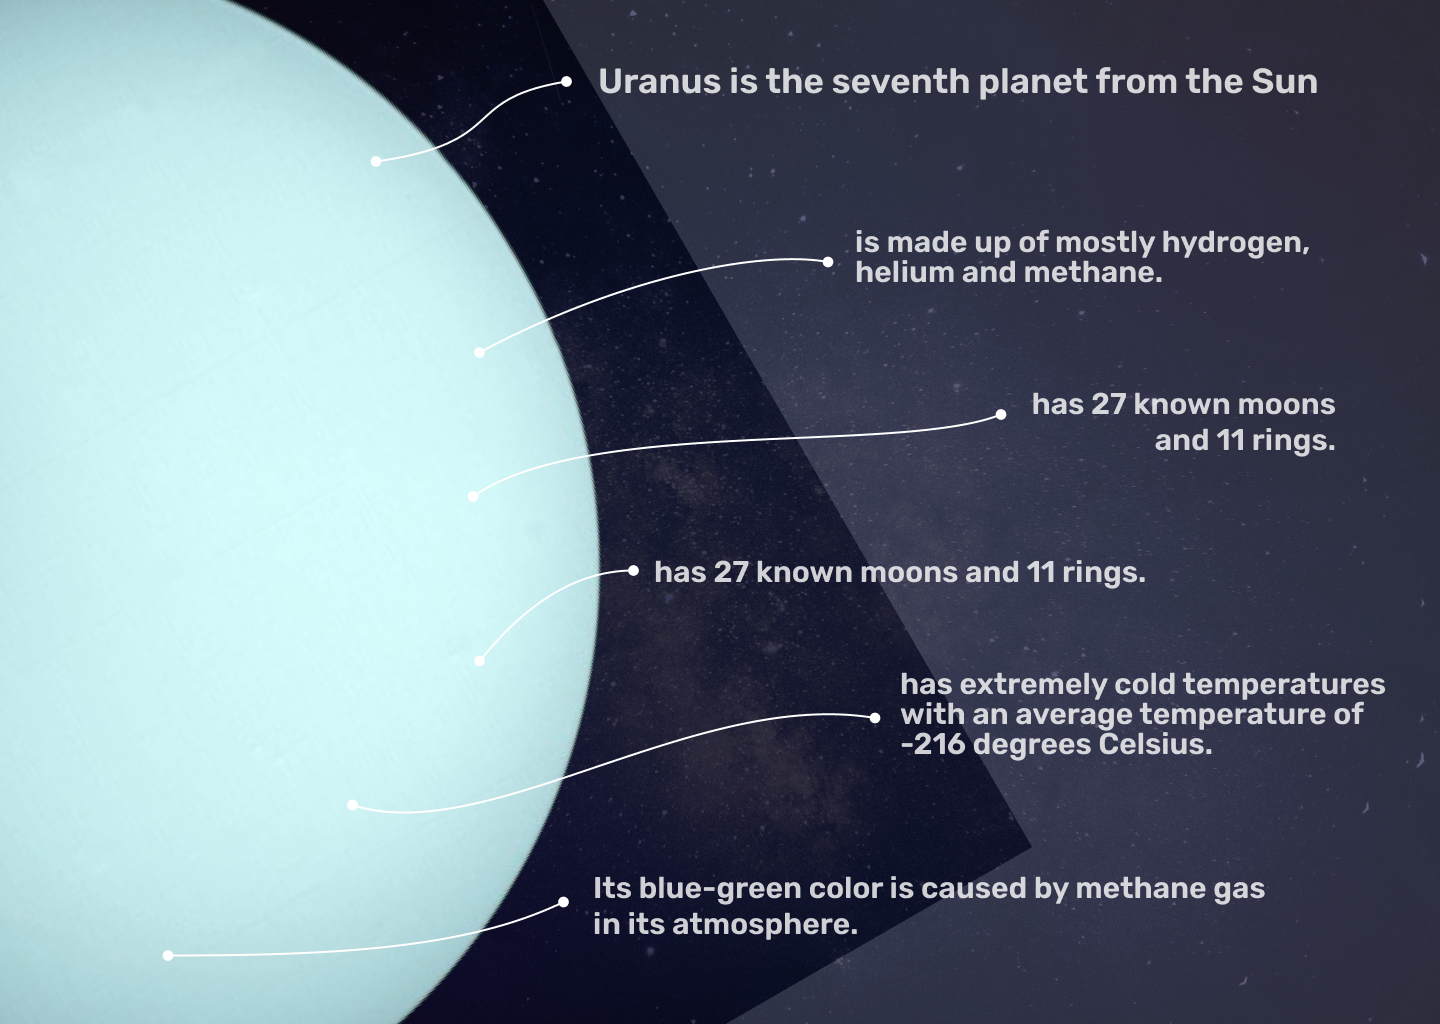 Uranus is the seventh planet from the Sun
is made up of mostly hydrogen,
helium and methane.
has 27 known moons
and 11 rings.
has 27 known moons and 11 rings.
has extremely cold temperatures
with an average temperature of
-216 degrees Celsius.
Its blue-green color is caused by methane gas
in its atmosphere.